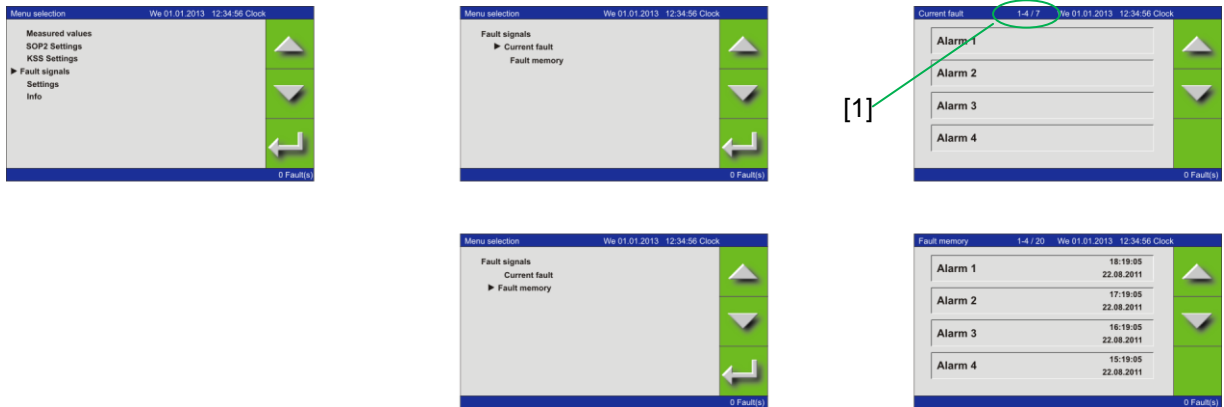 Menu selection We 01.01.2013 12:34:56 Clock
Measured values
SOP2 Settings
KSS Settings
Fault signals
Settings
Info
0 Fault(s)
Menu selection We 01.01.2013 12:34:56 Clock
Fault signals
Current fault
Fault memory
0 Fault(s)
Current fault 1-4 / 7 We 01.01.2013 12:34:56 Clock
Alarm 1
Alarm 2
Alarm 3
Alarm 4
0 Fault(s)
[1]
Menu selection We 01.01.2013 12:34:56 Clock
Fault signals
Current fault
Fault memory
0 Fault(s)
Fault memory 1-4 / 20 We 01.01.2013 12:34:56 Clock
Alarm 1 18:19:05
22.08.2011
Alarm 2 17:19:05
22.08.2011
Alarm 3 16:19:05
22.08.2011
Alarm 4 15:19:05
22.08.2011
0 Fault(s)